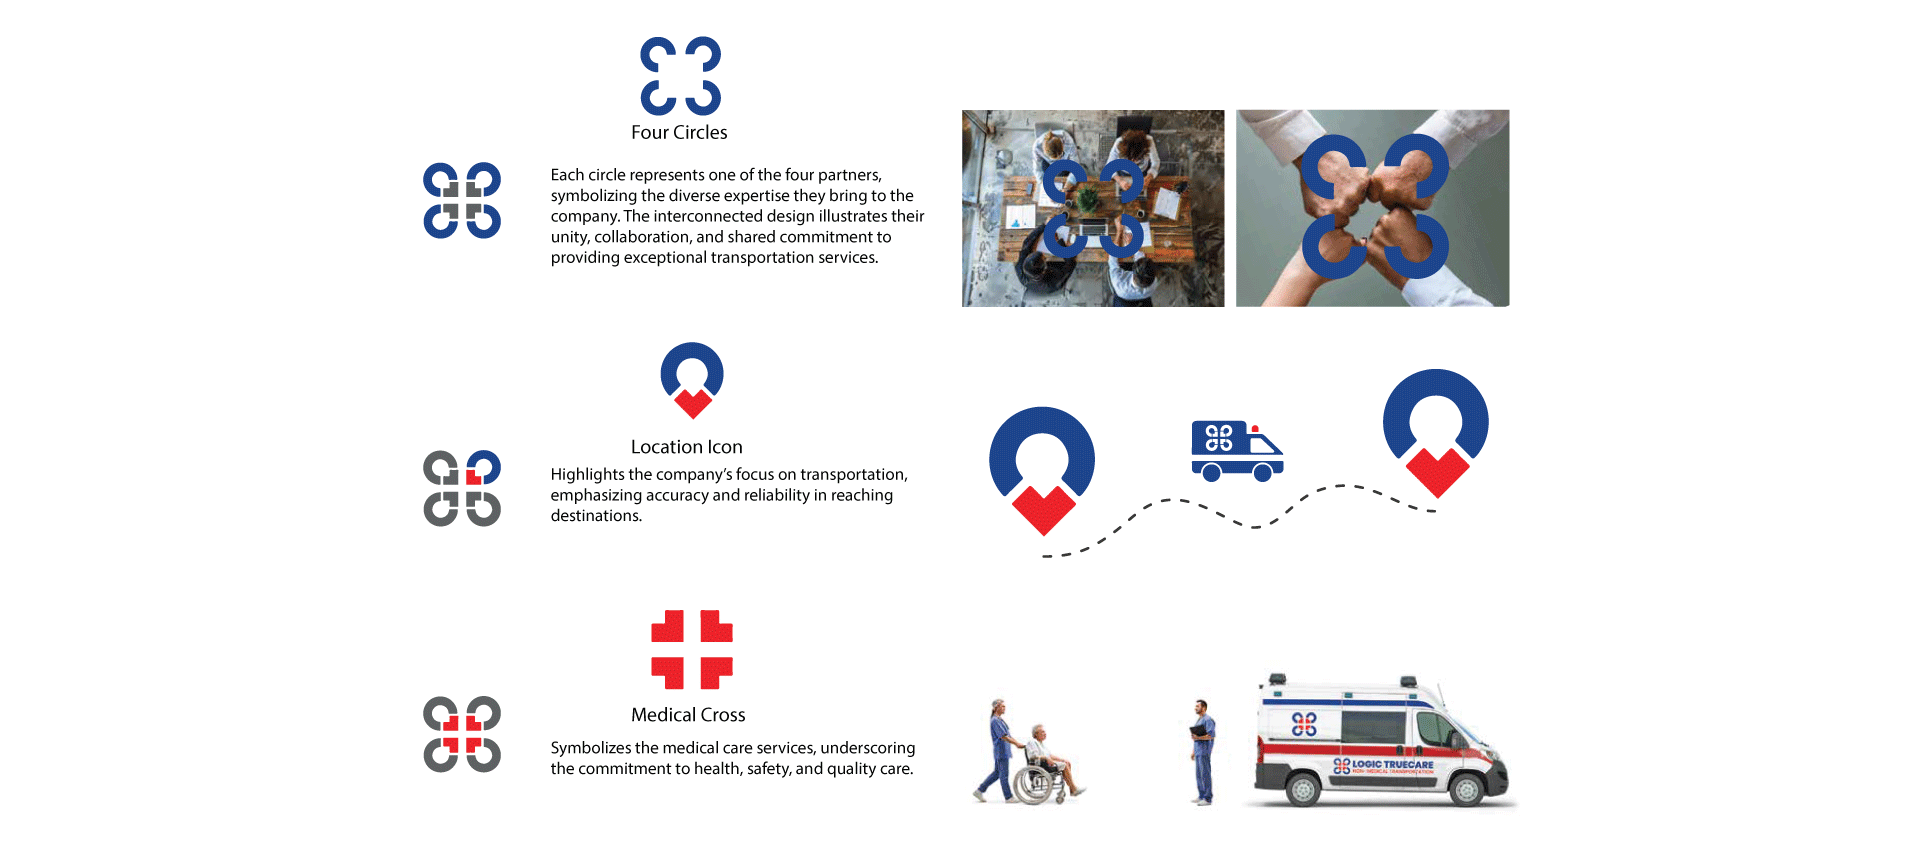 Four Circles
Each circle represents one of the four partners,
symbolizing the diverse expertise they bring to the
company. The interconnected design illustrates their
unity, collaboration, and shared commitment to
providing exceptional transportation services.
Location Icon
Highlights the company’s focus on transportation,
emphasizing accuracy and reliability in reaching
destinations.
Medical Cross
Symbolizes the medical care services, underscoring
the commitment to health, safety, and quality care.
LOGIC TRUECARE
NON-MEDICAL TRANSPORTATION